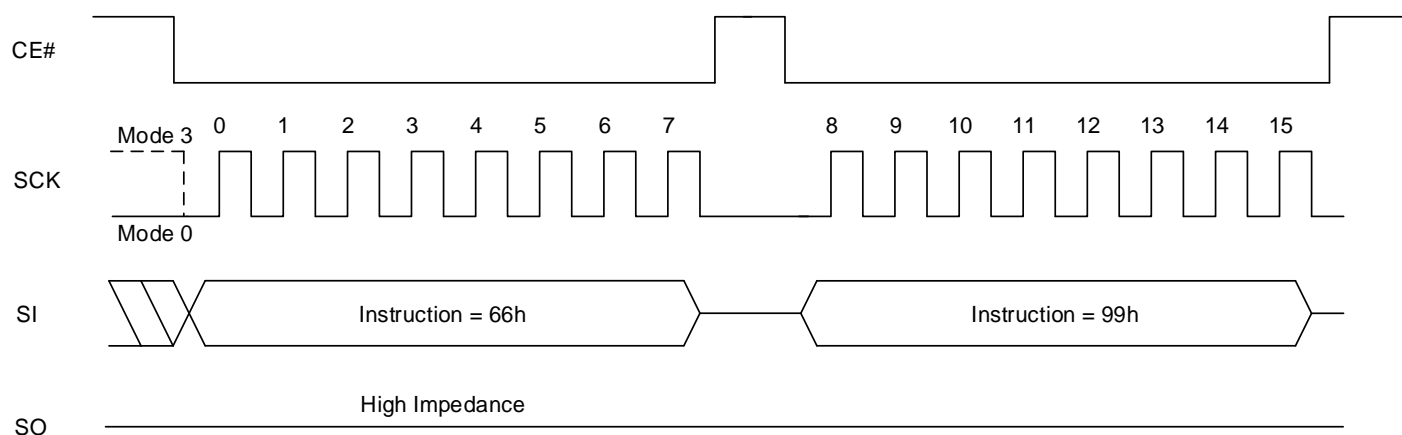 CE#
Mode 3
0 1 2 3 4 5 6 7 8 9 10 11 12 13 14 15
SCK
Mode 0
SI
Instruction = 66h
Instruction = 99h
High Impedance
SO